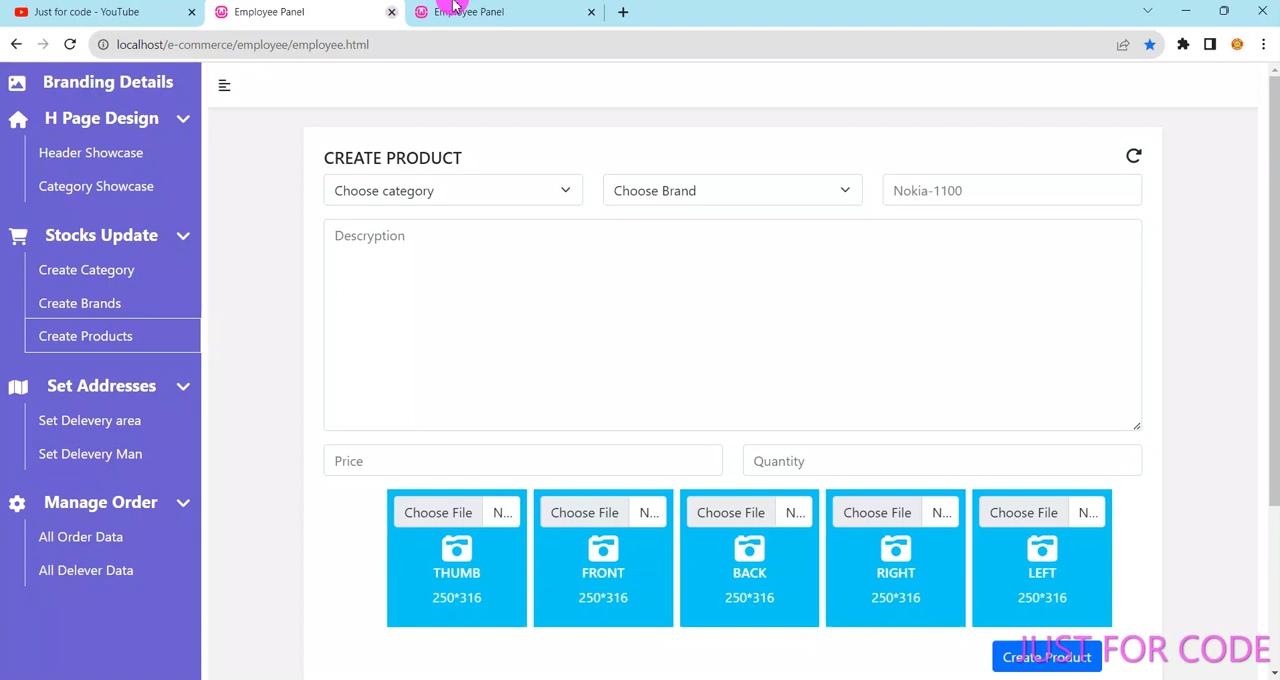 Just for code - YouTube
Employee Panel
Employee Panel
localhost/e-commerce/employee/employee.html
Branding Details
H Page Design
Header Showcase
Category Showcase
Stocks Update
Create Category
Create Brands
Create Products
Set Addresses
Set Delevery area
Set Delevery Man
Manage Order
All Order Data
All Delever Data
CREATE PRODUCT
Choose category
Choose Brand
Nokia-1100
Descryption
Price
Quantity
Choose File N...
Choose File N...
Choose File N...
Choose File N...
Choose File N...
THUMB
FRONT
BACK
RIGHT
LEFT
250*316
250*316
250*316
250*316
250*316
Create Product
JUST FOR CODE